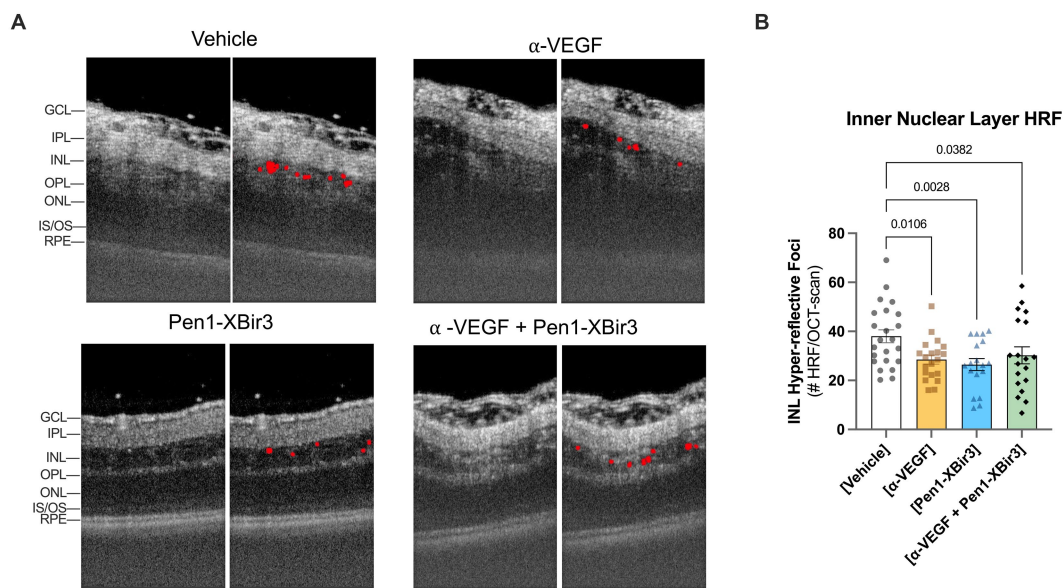 A
Vehicle
α-VEGF
GCL
IPL
INL
OPL
ONL
IS/OS
RPE
Pen1-XBir3
α -VEGF + Pen1-XBir3
GCL
IPL
INL
OPL
ONL
IS/OS
RPE
B
Inner Nuclear Layer HRF
0.0382
0.0028
0.0106
INL Hyper-reflective Foci
(# HRF/OCT-scan)
80
60
40
20
0
[Vehicle]
[α-VEGF]
[Pen1-XBir3]
[α-VEGF + Pen1-XBir3]